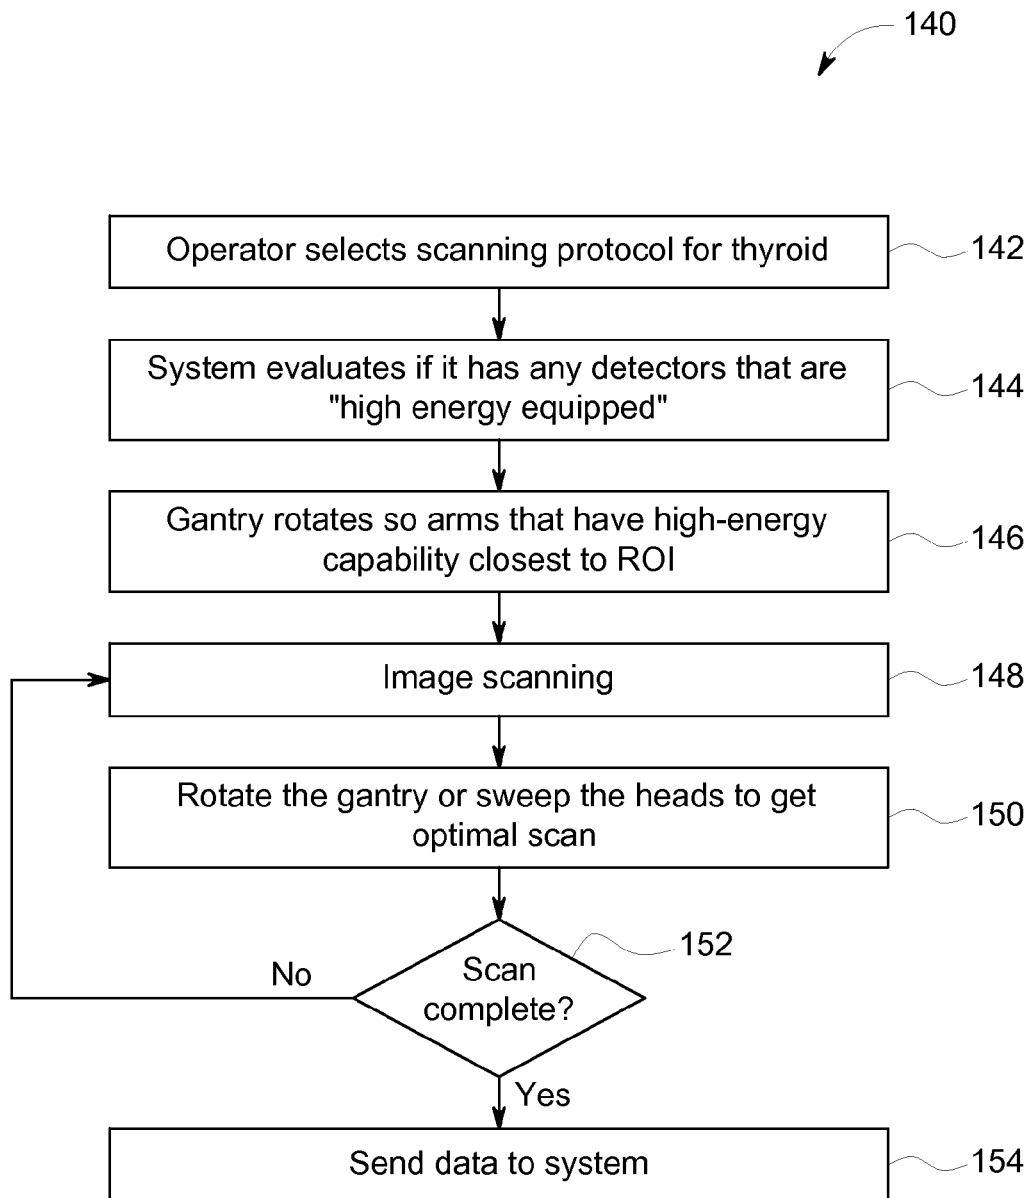 140
Operator selects scanning protocol for thyroid
142
System evaluates if it has any detectors that are
"high energy equipped"
144
Gantry rotates so arms that have high-energy
capability closest to ROI
146
Image scanning
148
Rotate the gantry or sweep the heads to get
optimal scan
150
152
Scan
complete?
No
Yes
Send data to system
154